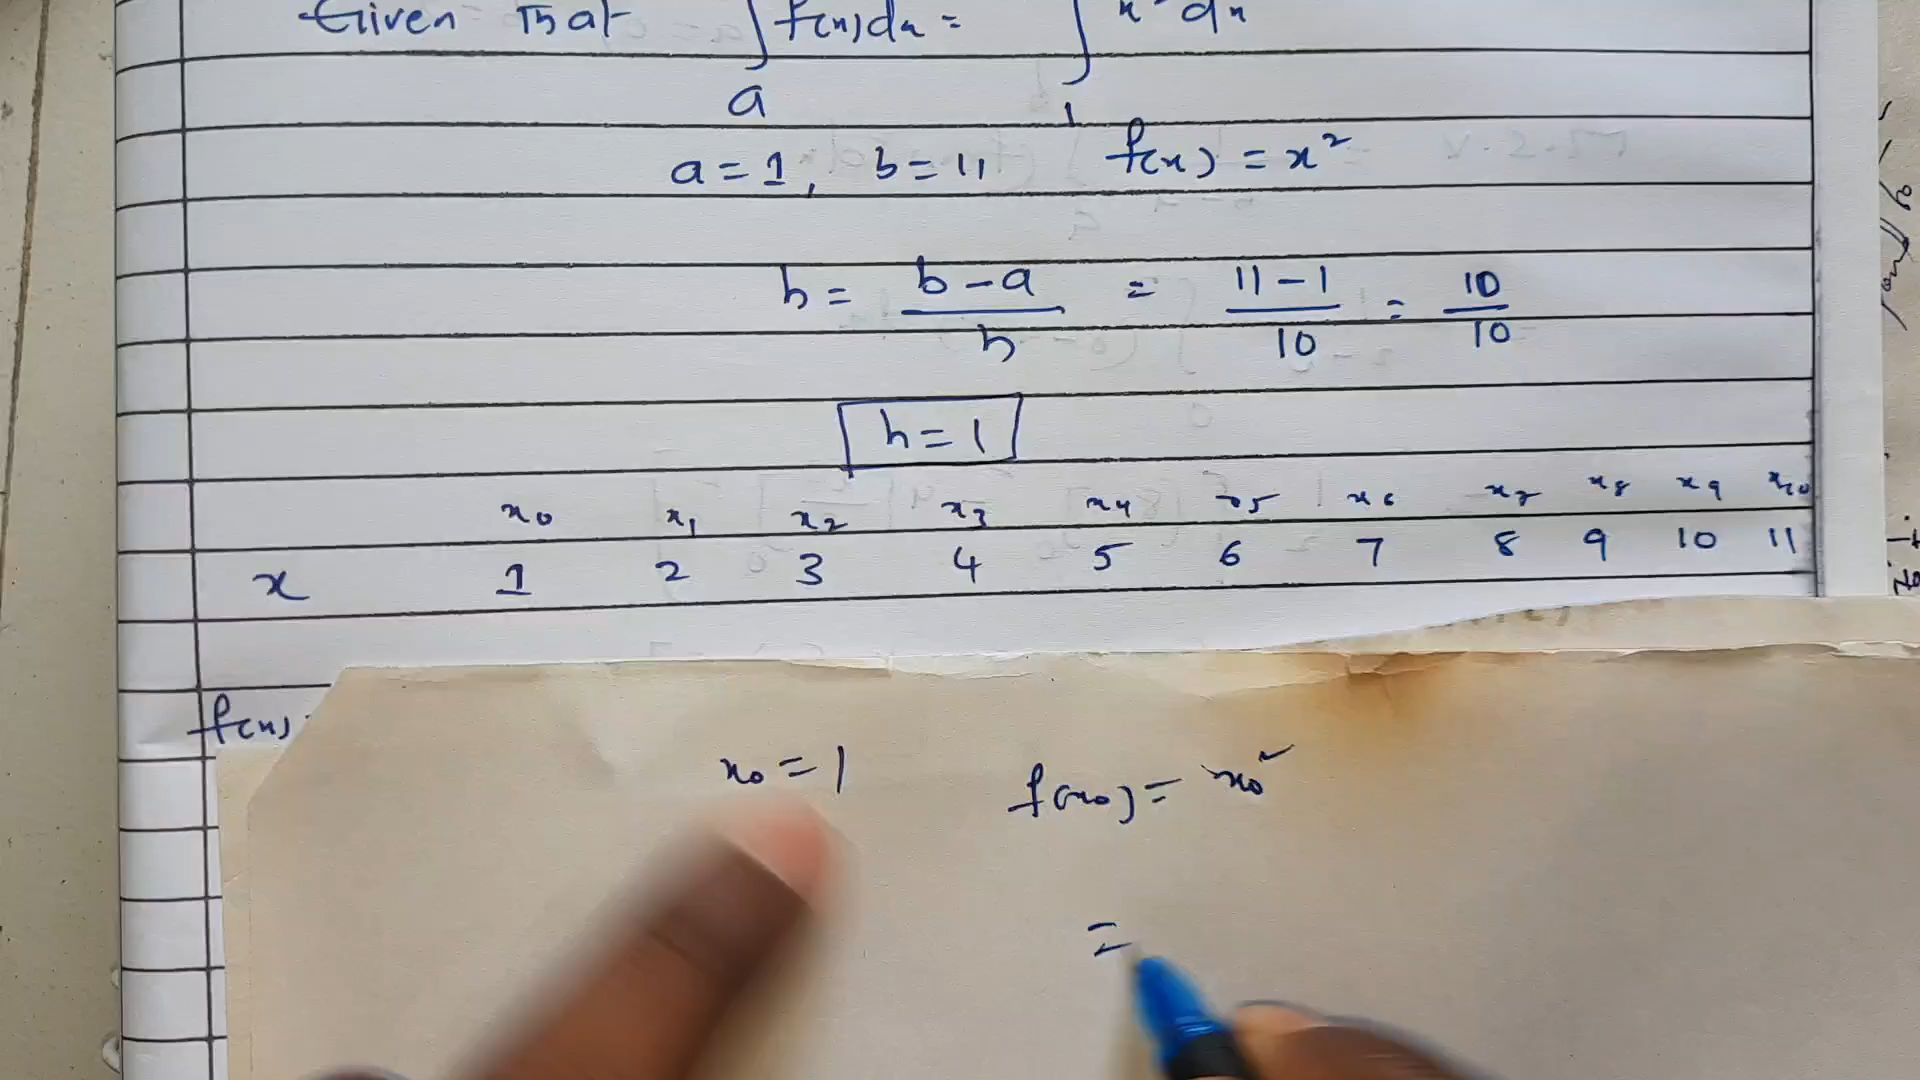 Given That ∫ f(x)dx = ∫ x² dx
a 1
a = 1, b = 11 f(x) = x²
h = b - a / n = 11 - 1 / 10 = 10 / 10
h = 1
x0 x1 x2 x3 x4 x5 x6 x7 x8 x9 x10
x 1 2 3 4 5 6 7 8 9 10 11
f(x)
x0 = 1 f(x0) = x0²
=